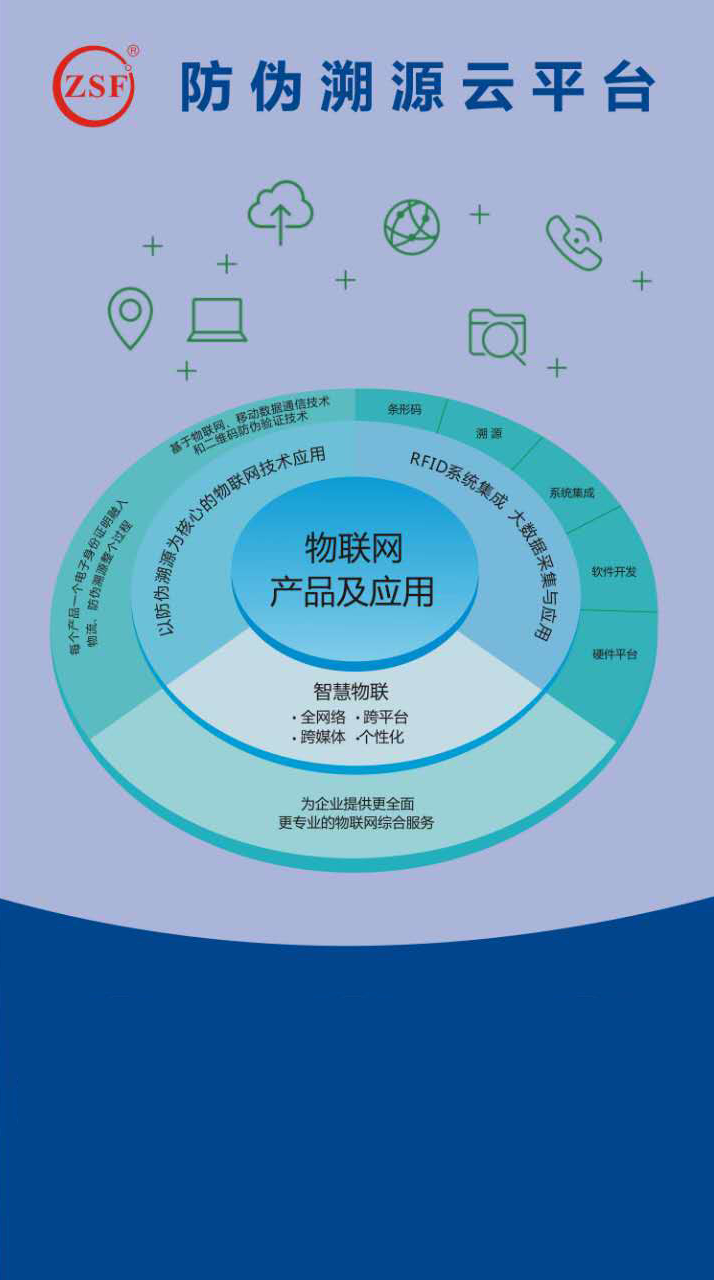 ZSF®
防伪溯源云平台
基于物联网、移动数据通信技术
和二维码防伪验证技术
每个产品一个电子身份证明融入
物流、防伪溯源整个过程
以防伪溯源为核心的物联网技术应用
RFID系统集成 大数据采集与应用
条形码
溯源
系统集成
软件开发
硬件平台
物联网
产品及应用
智慧物联
·全网络 ·跨平台
·跨媒体 ·个性化
为企业提供更全面
更专业的物联网综合服务